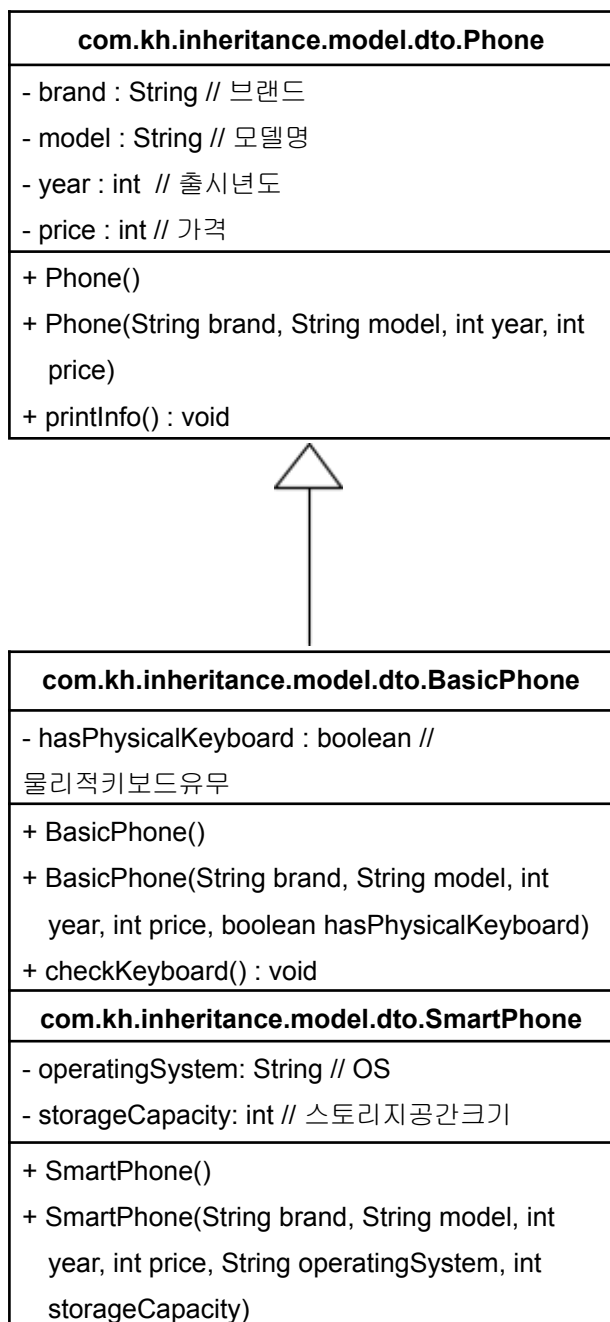 com.kh.inheritance.model.dto.Phone
- brand : String // 브랜드
- model : String // 모델명
- year : int // 출시년도
- price : int // 가격
+ Phone()
+ Phone(String brand, String model, int year, int
price)
+ printInfo() : void
com.kh.inheritance.model.dto.BasicPhone
- hasPhysicalKeyboard : boolean //
물리적키보드유무
+ BasicPhone()
+ BasicPhone(String brand, String model, int
year, int price, boolean hasPhysicalKeyboard)
+ checkKeyboard() : void
com.kh.inheritance.model.dto.SmartPhone
- operatingSystem: String // OS
- storageCapacity: int // 스토리지공간크기
+ SmartPhone()
+ SmartPhone(String brand, String model, int
year, int price, String operatingSystem, int
storageCapacity)